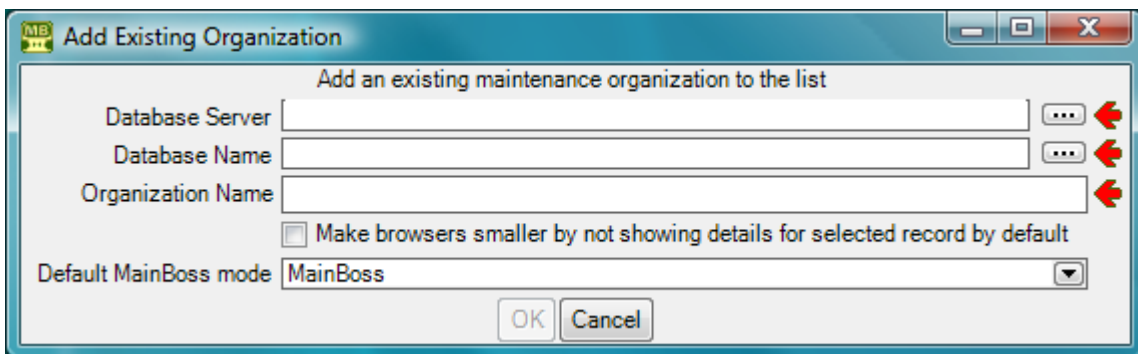 MB
Add Existing Organization
Add an existing maintenance organization to the list
Database Server
Database Name
Organization Name
Make browsers smaller by not showing details for selected record by default
Default MainBoss mode MainBoss
OK Cancel